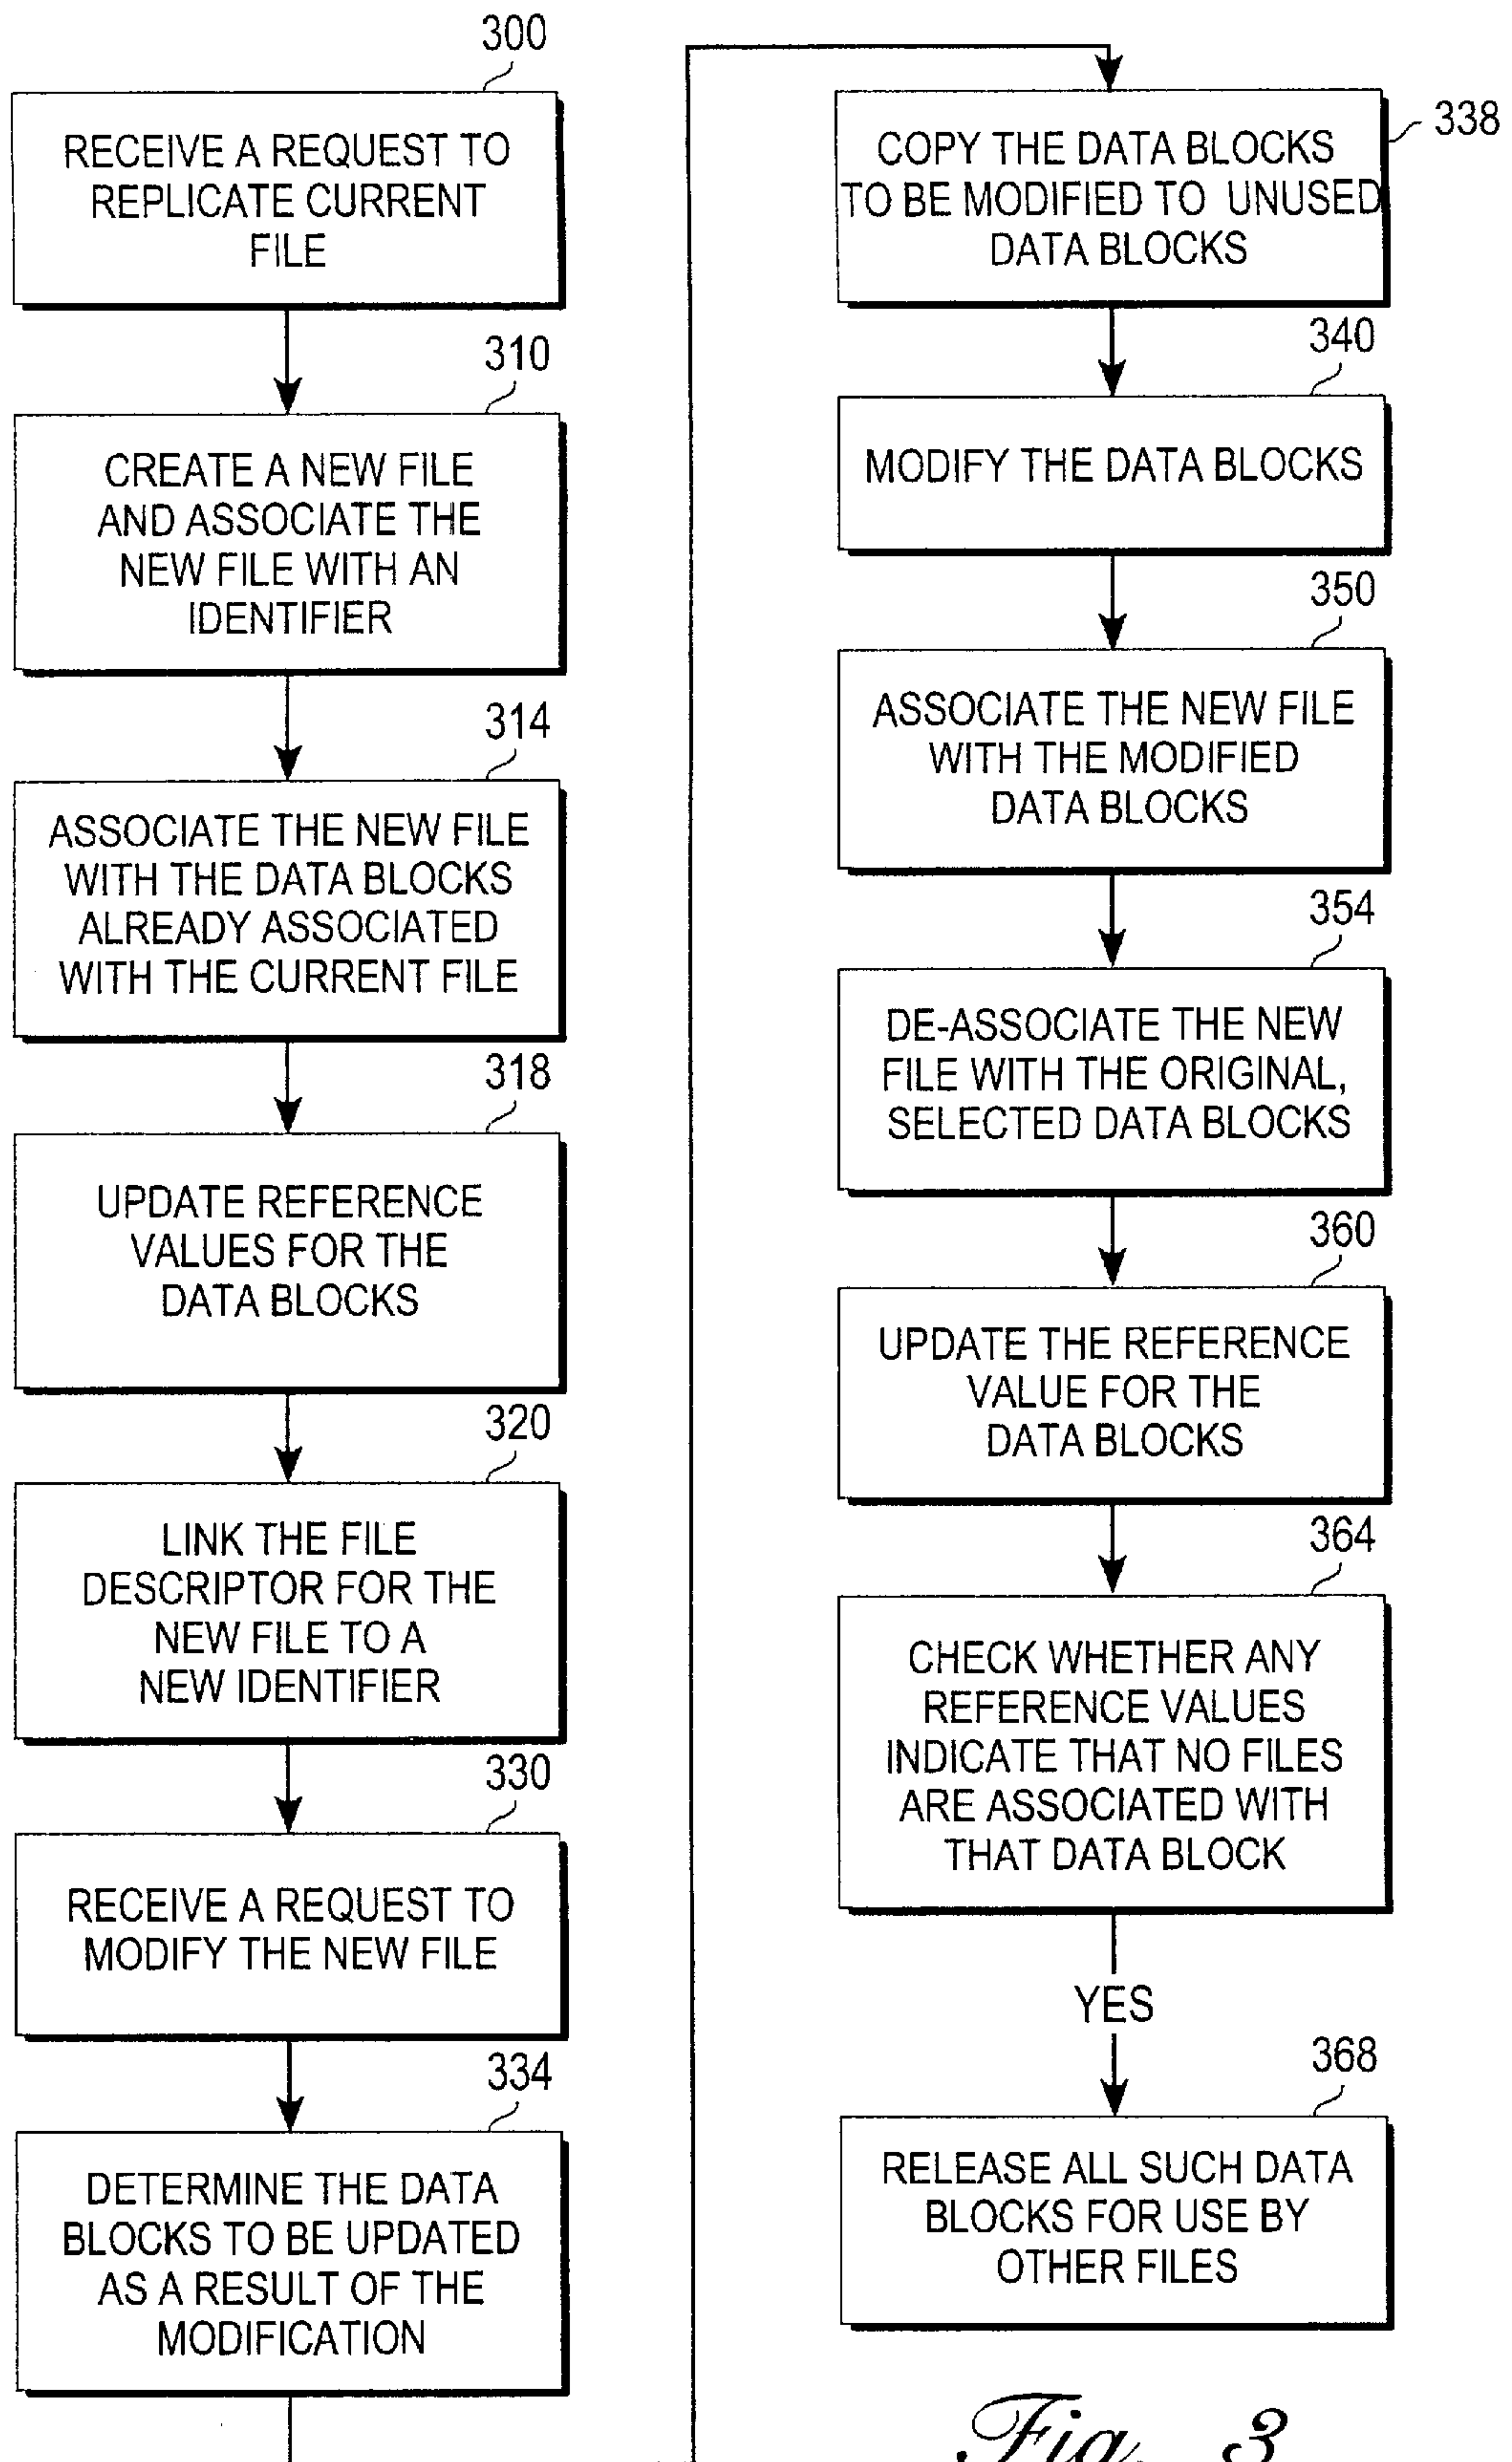 300
RECEIVE A REQUEST TO
REPLICATE CURRENT
FILE
310
CREATE A NEW FILE
AND ASSOCIATE THE
NEW FILE WITH AN
IDENTIFIER
314
ASSOCIATE THE NEW FILE
WITH THE DATA BLOCKS
ALREADY ASSOCIATED
WITH THE CURRENT FILE
318
UPDATE REFERENCE
VALUES FOR THE
DATA BLOCKS
320
LINK THE FILE
DESCRIPTOR FOR THE
NEW FILE TO A
NEW IDENTIFIER
330
RECEIVE A REQUEST TO
MODIFY THE NEW FILE
334
DETERMINE THE DATA
BLOCKS TO BE UPDATED
AS A RESULT OF THE
MODIFICATION
338
COPY THE DATA BLOCKS
TO BE MODIFIED TO UNUSED
DATA BLOCKS
340
MODIFY THE DATA BLOCKS
350
ASSOCIATE THE NEW FILE
WITH THE MODIFIED
DATA BLOCKS
354
DE-ASSOCIATE THE NEW
FILE WITH THE ORIGINAL,
SELECTED DATA BLOCKS
360
UPDATE THE REFERENCE
VALUE FOR THE
DATA BLOCKS
364
CHECK WHETHER ANY
REFERENCE VALUES
INDICATE THAT NO FILES
ARE ASSOCIATED WITH
THAT DATA BLOCK
YES
368
RELEASE ALL SUCH DATA
BLOCKS FOR USE BY
OTHER FILES
Fig. 3